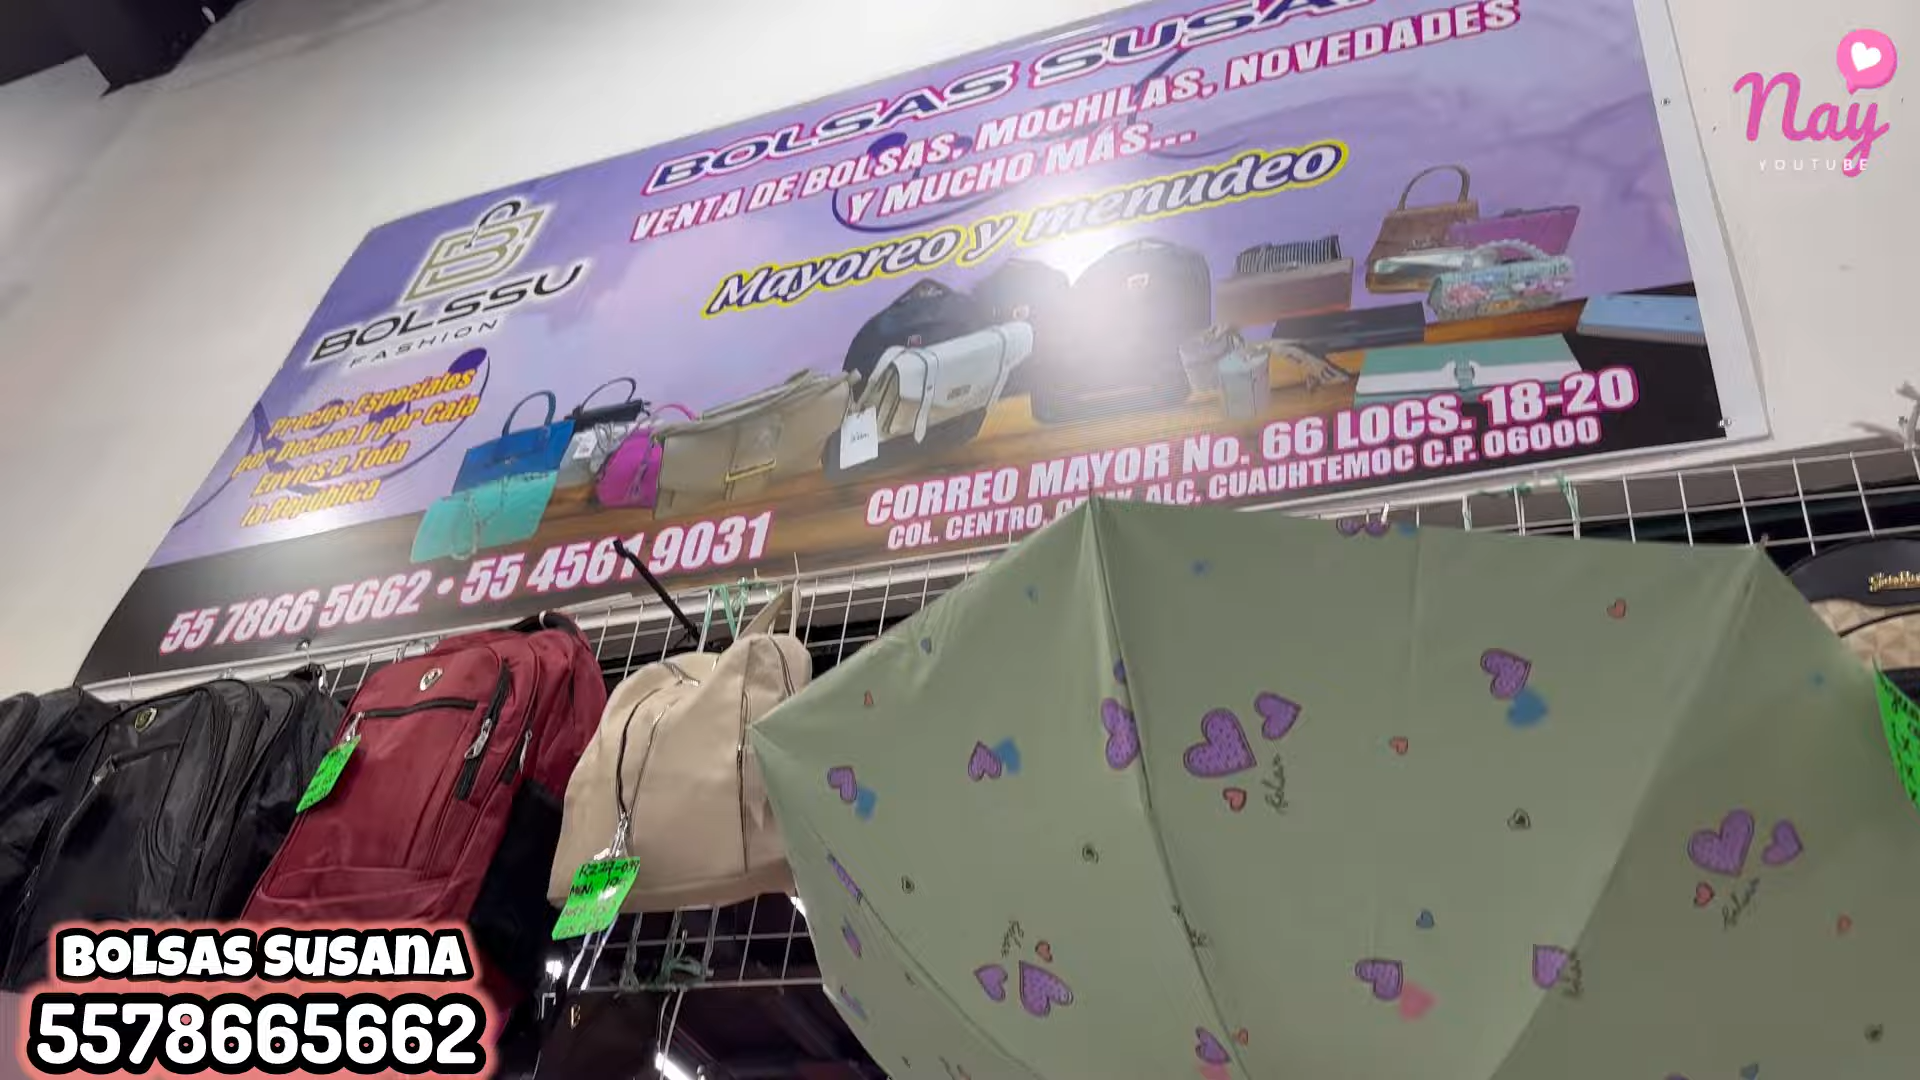 BOLSAS SUSA
VENTA DE BOLSAS, MOCHILAS, NOVEDADES
Y MUCHO MÁS...
Mayoreo y menudeo
BOLSSU
FASHION
Precios Especiales
por Docena y por Caja
Envíos a Toda
la República
55 7866 5662 • 55 4561 9031
CORREO MAYOR No. 66 LOCS. 18-20
COL. CENTRO, ALC. CUAUHTEMOC C.P. 06000
Nay
YOUTUBE
Relax
Relax
BOLSAS SUSANA
5578665662